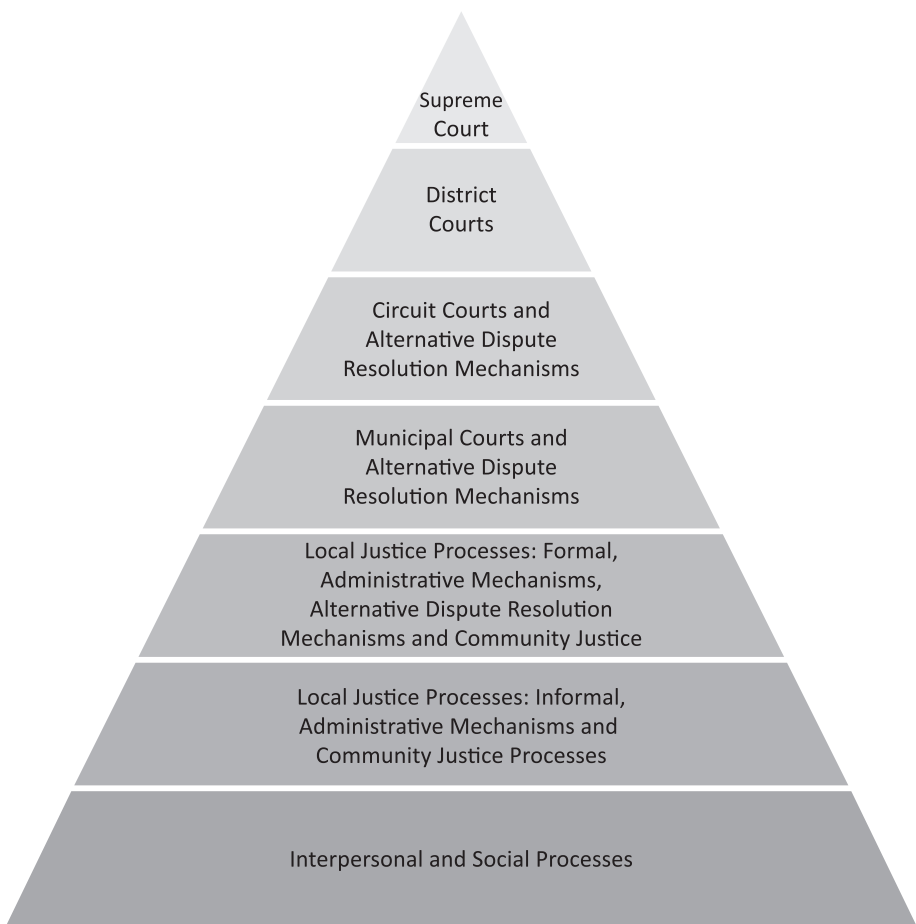 Supreme
Court
District
Courts
Circuit Courts and
Alternative Dispute
Resolution Mechanisms
Municipal Courts and
Alternative Dispute
Resolution Mechanisms
Local Justice Processes: Formal,
Administrative Mechanisms,
Alternative Dispute Resolution
Mechanisms and Community Justice
Local Justice Processes: Informal,
Administrative Mechanisms and
Community Justice Processes
Interpersonal and Social Processes